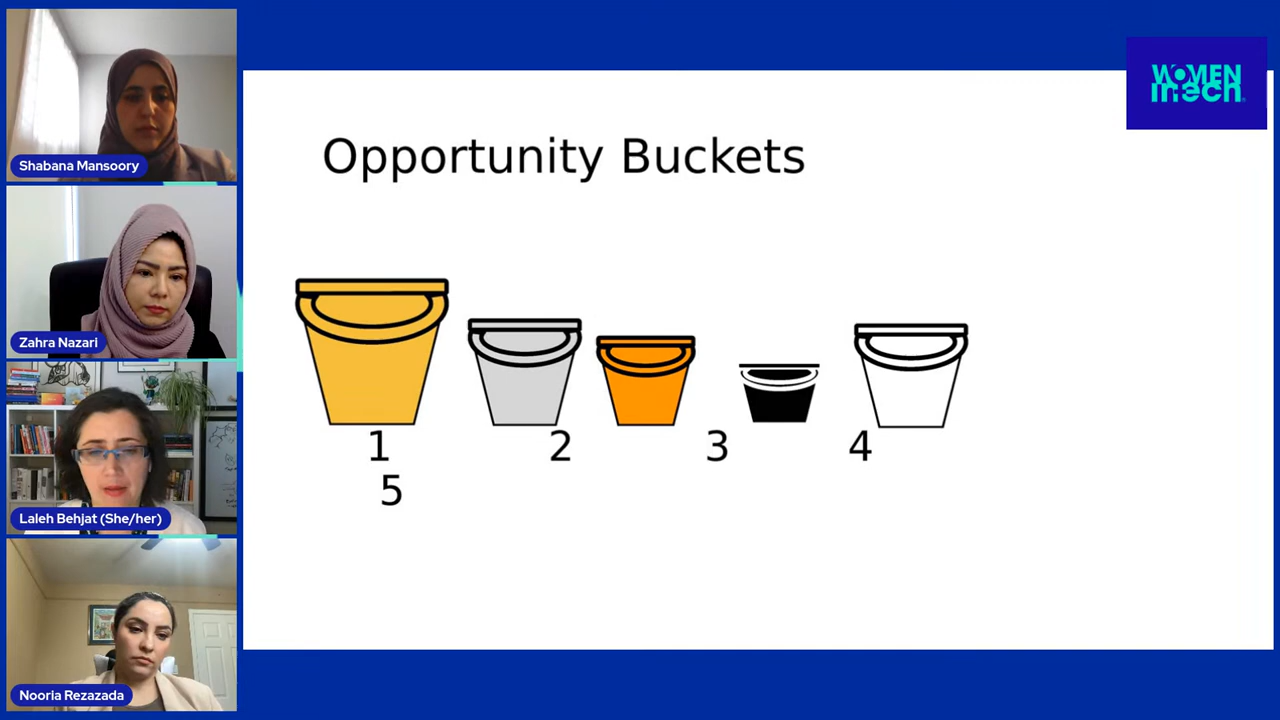 Shabana Mansoory
Zahra Nazari
Laleh Behjat (She/her)
Nooria Rezazada
WOMEN
in tech
Opportunity Buckets
1 2 3 4
5